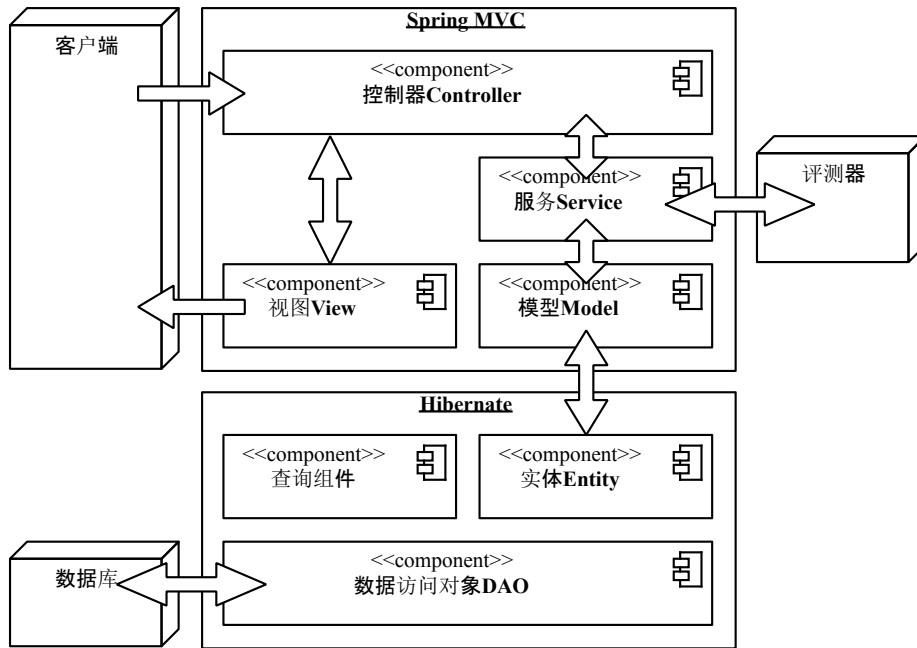 Spring MVC
客户端
<<component>>
控制器Controller
<<component>>
服务Service
评测器
<<component>>
视图View
<<component>>
模型Model
Hibernate
<<component>>
查询组件
<<component>>
实体Entity
数据库
<<component>>
数据访问对象DAO